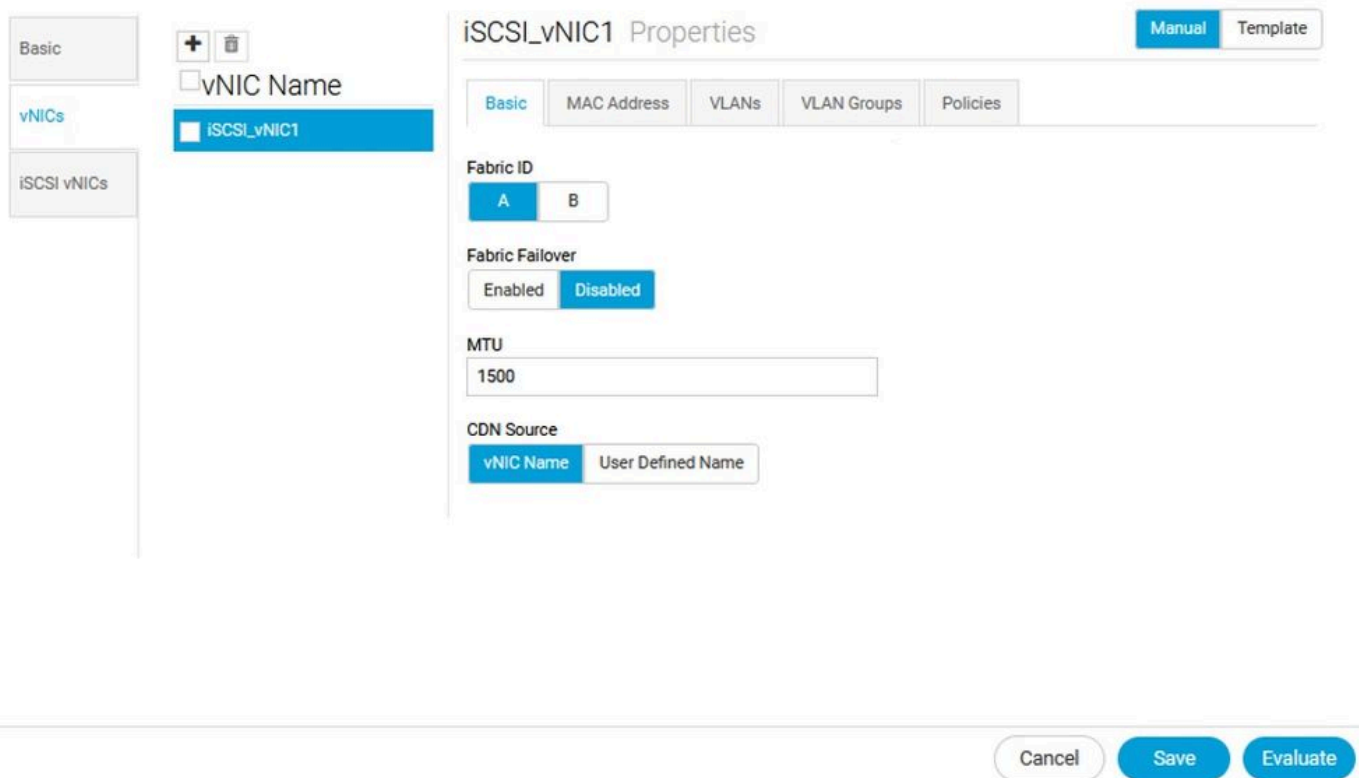 Basic
vNICs
iSCSI vNICs
vNIC Name
iSCSI_vNIC1
iSCSI_vNIC1 Properties
Manual Template
Basic MAC Address VLANs VLAN Groups Policies
Fabric ID
A B
Fabric Failover
Enabled Disabled
MTU
1500
CDN Source
vNIC Name User Defined Name
Cancel Save Evaluate